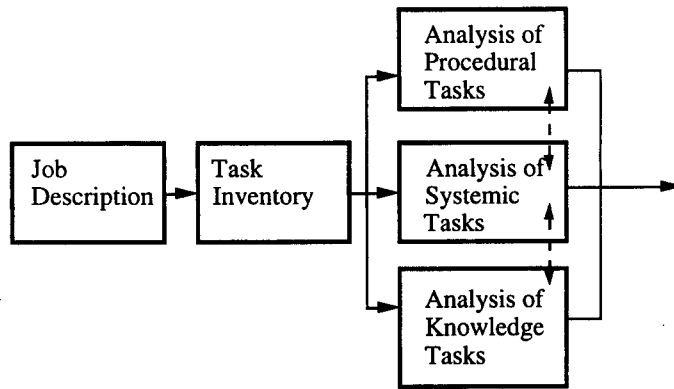 Analysis of
Procedural
Tasks
Job
Description
Task
Inventory
Analysis of
Systemic
Tasks
Analysis of
Knowledge
Tasks